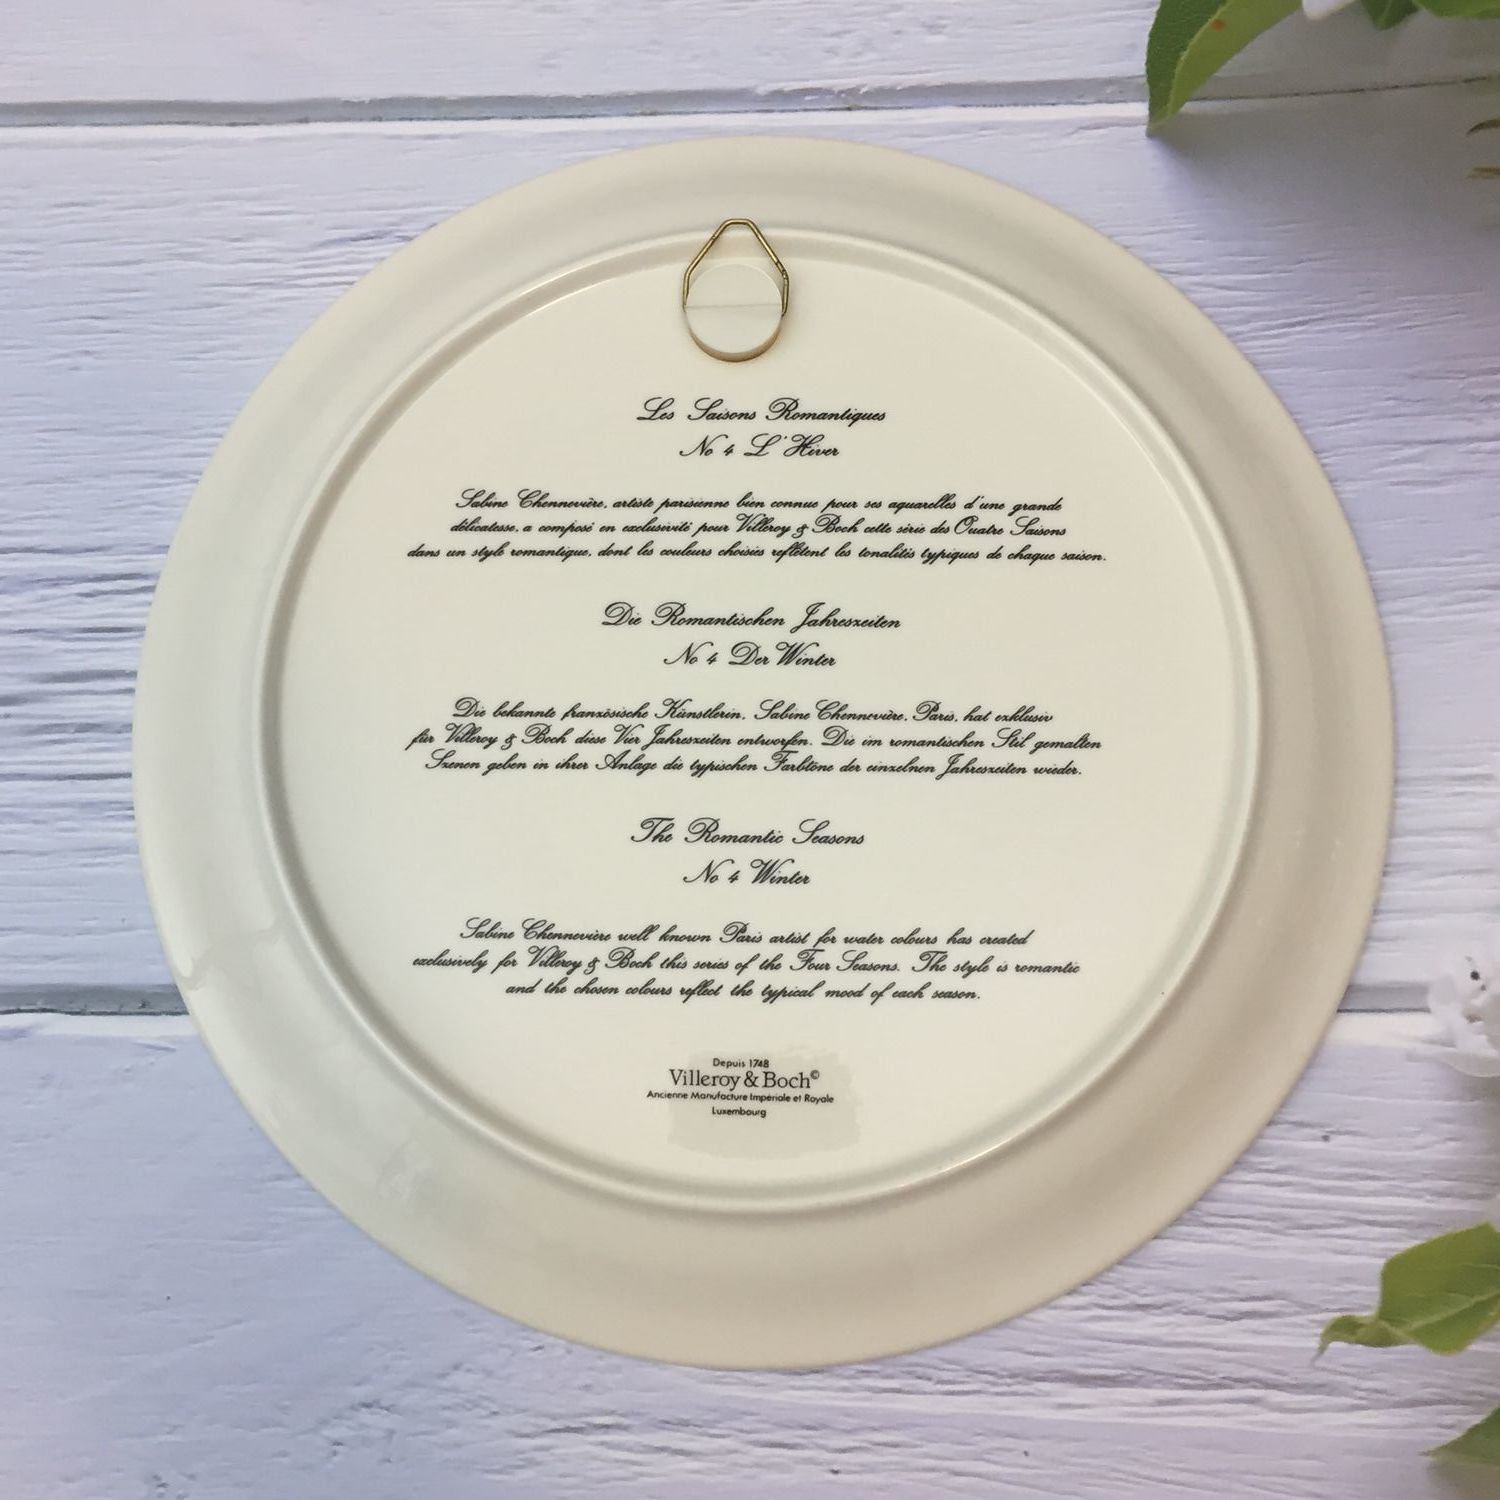 Les Saisons Romantiques
No 4 L'Hiver
Sabine Chennevière, artiste parisienne bien connue pour ses aquarelles d'une grande
délicatesse, a composé en exclusivité pour Villeroy & Boch cette série des Quatre Saisons
dans un style romantique, dont les couleurs choisies reflètent les tonalités typiques de chaque saison.
Die Romantischen Jahreszeiten
No 4 Der Winter
Die bekannte französische Künstlerin, Sabine Chennevière, Paris, hat exklusiv
für Villeroy & Boch diese Vier Jahreszeiten entworfen. Die im romantischen Stil gemalten
Szenen geben in ihrer Anlage die typischen Farbtöne der einzelnen Jahreszeiten wieder.
The Romantic Seasons
No 4 Winter
Sabine Chennevière well known Paris artist for water colours has created
exclusively for Villeroy & Boch this series of the Four Seasons. The style is romantic
and the chosen colours reflect the typical mood of each season.
Depuis 1748
Villeroy & Boch©
Ancienne Manufacture Impériale et Royale
Luxembourg